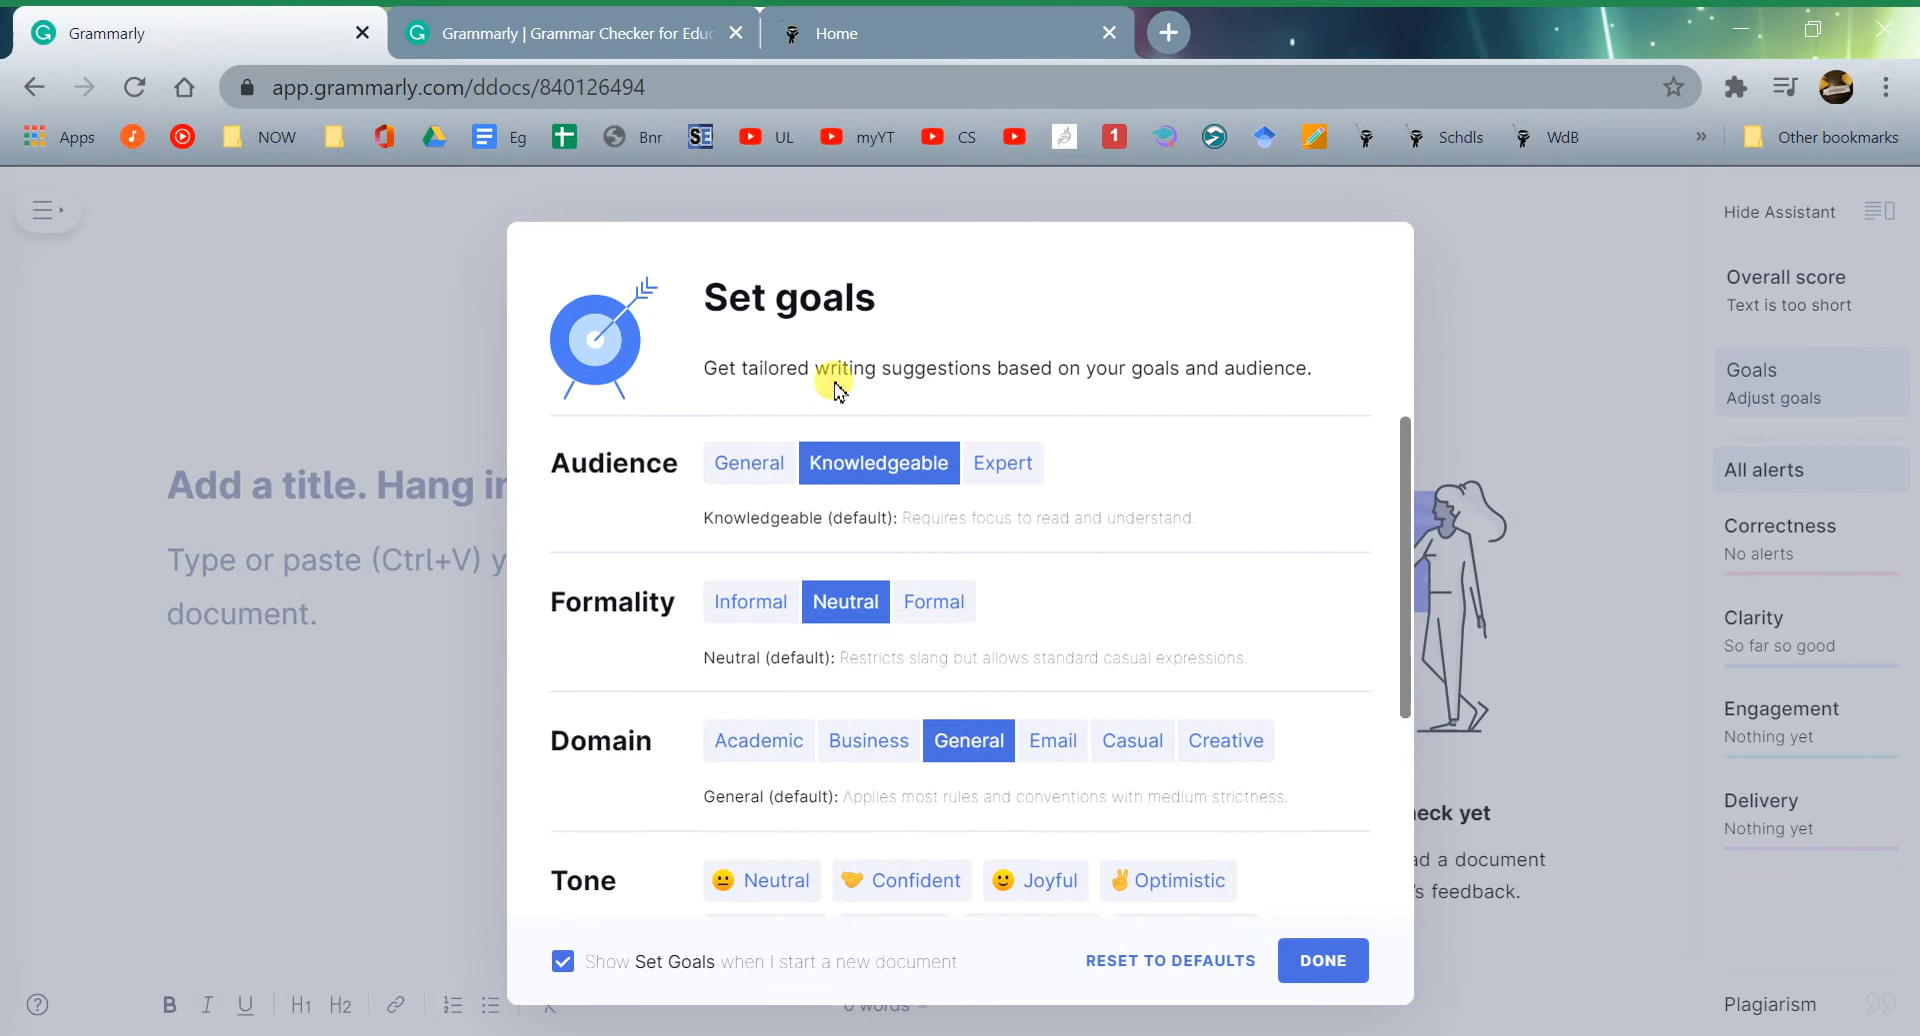 Grammarly
Grammarly | Grammar Checker for Educ
Home
app.grammarly.com/ddocs/840126494
Apps
NOW
Eg
Bnr
SE
UL
myYT
CS
1
Schdls
WdB
»
Other bookmarks
Hide Assistant
Set goals
Get tailored writing suggestions based on your goals and audience.
Overall score
Text is too short
Goals
Adjust goals
Audience
General
Knowledgeable
Expert
Knowledgeable (default): Requires focus to read and understand.
All alerts
Add a title. Hang in
Type or paste (Ctrl+V) y
document.
Correctness
No alerts
Formality
Informal
Neutral
Formal
Neutral (default): Restricts slang but allows standard casual expressions.
Clarity
So far so good
Domain
Academic
Business
General
Email
Casual
Creative
General (default): Applies most rules and conventions with medium strictness.
Engagement
Nothing yet
Delivery
Nothing yet
eck yet
ad a document
's feedback.
Tone
Neutral
Confident
Joyful
Optimistic
Show Set Goals when I start a new document
RESET TO DEFAULTS
DONE
B
I
U
H1
H2
0 words
Plagiarism